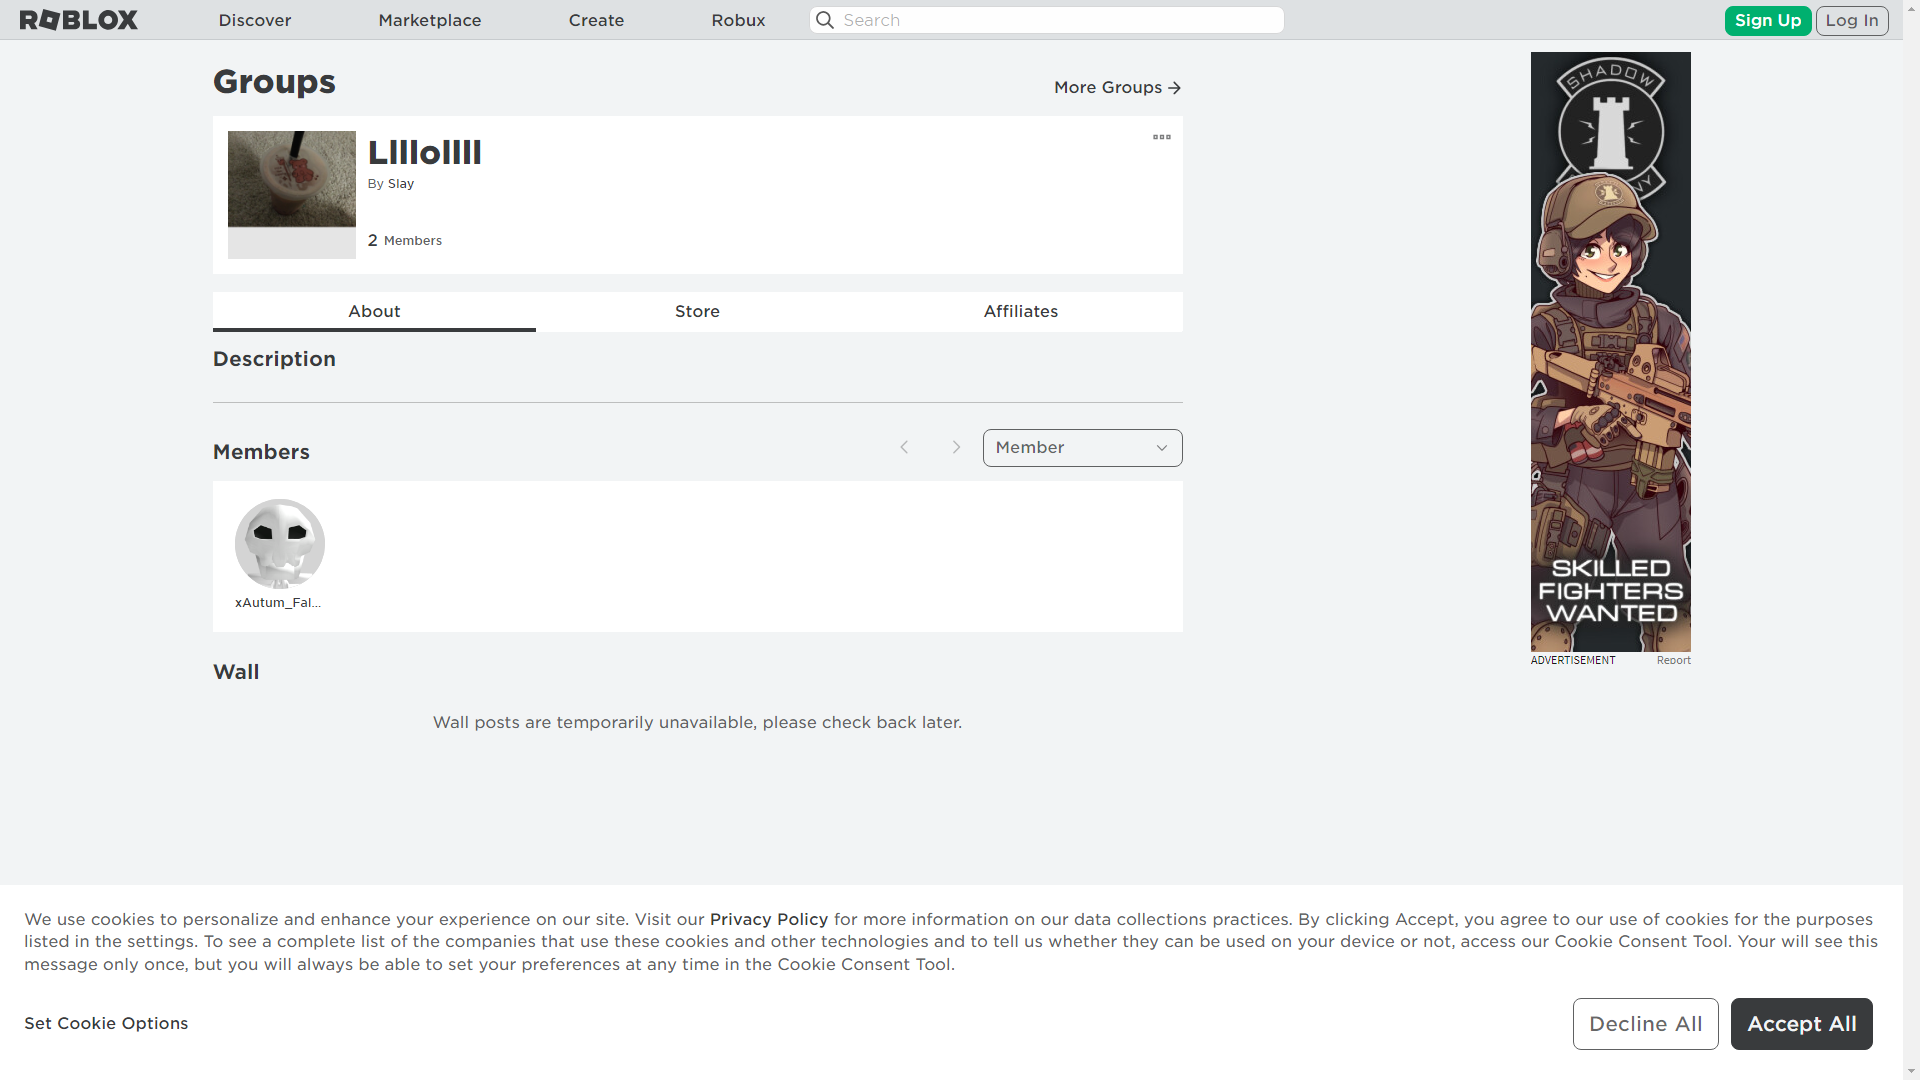 ROBLOX
Discover
Marketplace
Create
Robux
Search
Sign Up
Log In
Groups
More Groups
Llllollll
By Slay
2 Members
About
Store
Affiliates
Description
Members
Member
xAutum_Fal...
Wall
Wall posts are temporarily unavailable, please check back later.
SHADOW
SKILLED
FIGHTERS
WANTED
ADVERTISEMENT
Report
We use cookies to personalize and enhance your experience on our site. Visit our Privacy Policy for more information on our data collections practices. By clicking Accept, you agree to our use of cookies for the purposes
listed in the settings. To see a complete list of the companies that use these cookies and other technologies and to tell us whether they can be used on your device or not, access our Cookie Consent Tool. Your will see this
message only once, but you will always be able to set your preferences at any time in the Cookie Consent Tool.
Set Cookie Options
Decline All
Accept All